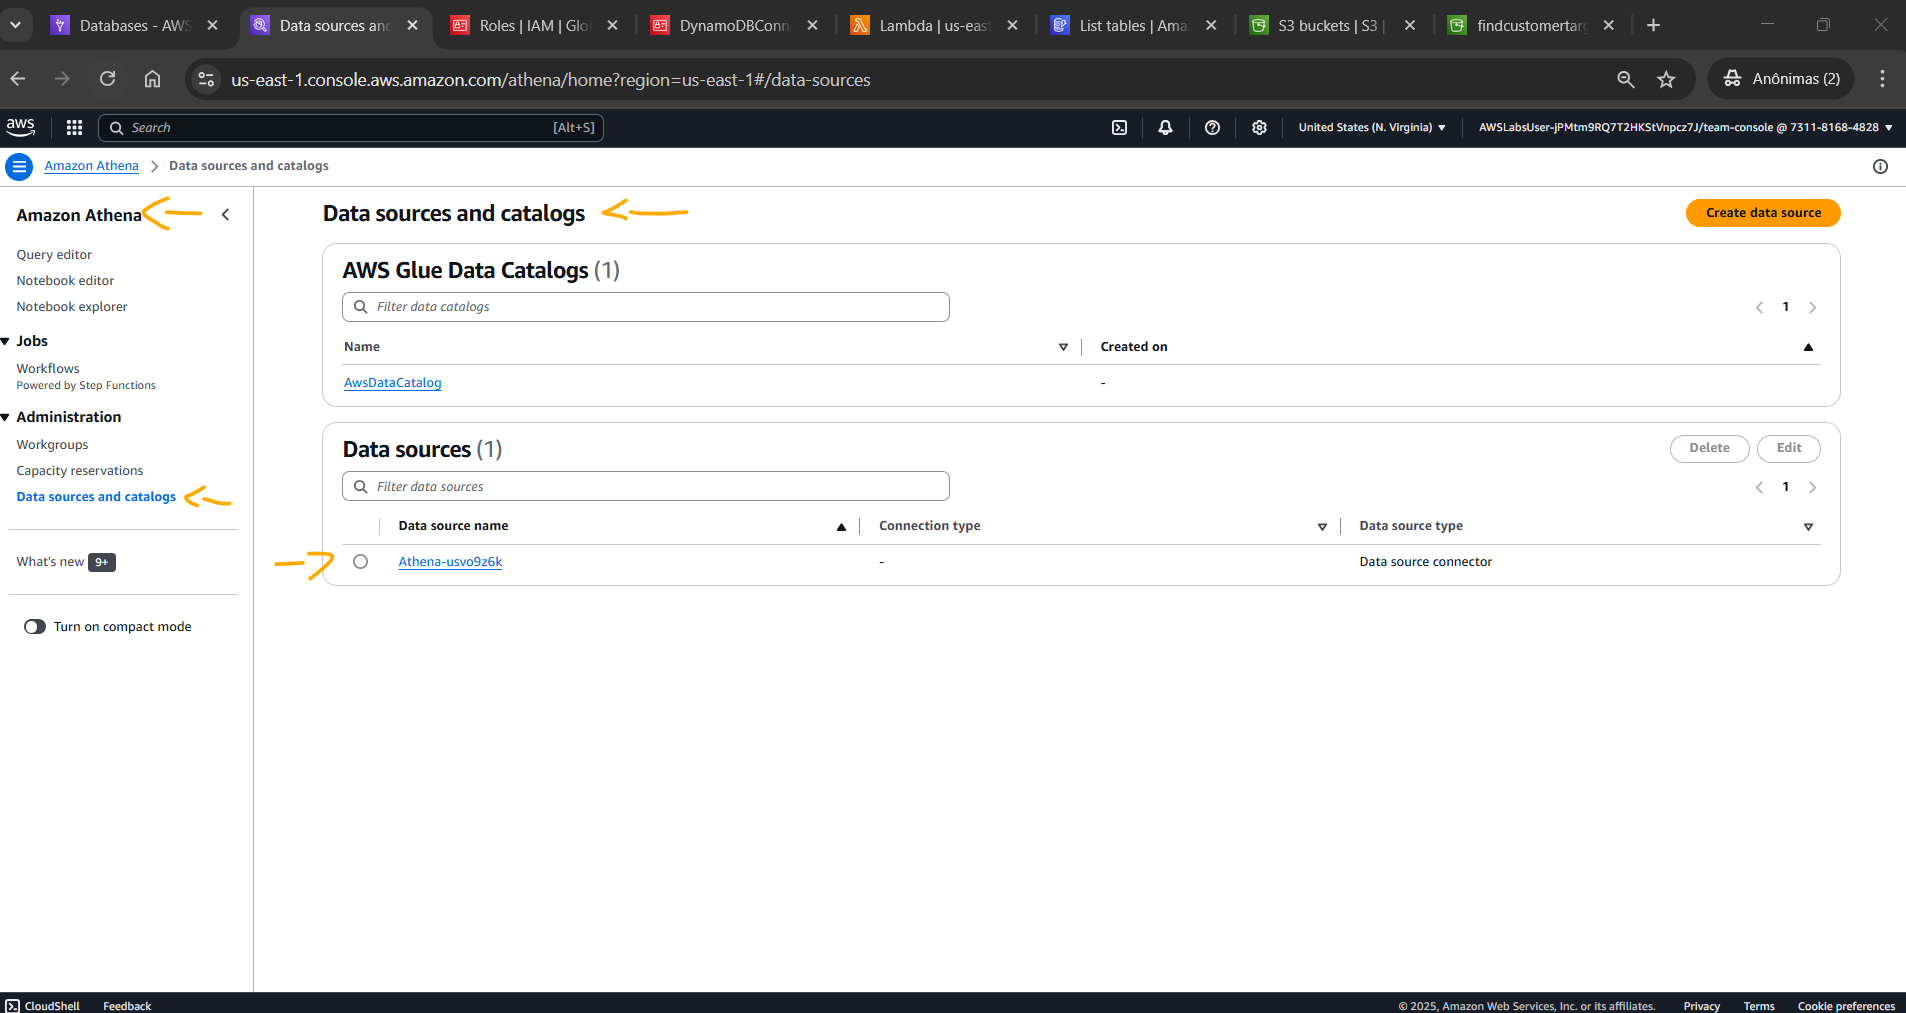 Databases - AWS
Data sources and
Roles | IAM | Glo
DynamoDBConn
Lambda | us-east
List tables | Ama
S3 buckets | S3 |
findcustomertarg
us-east-1.console.aws.amazon.com/athena/home?region=us-east-1#/data-sources
Anônimas (2)
aws
Search
[Alt+S]
United States (N. Virginia)
AWSLabsUser-jPMtm9RQ7T2HKStVnpcz7J/team-console @ 7311-8168-4828
Amazon Athena
Data sources and catalogs
Amazon Athena
Query editor
Notebook editor
Notebook explorer
Jobs
Workflows
Powered by Step Functions
Administration
Workgroups
Capacity reservations
Data sources and catalogs
What's new 9+
Turn on compact mode
Data sources and catalogs
Create data source
AWS Glue Data Catalogs (1)
Filter data catalogs
1
Name
Created on
AwsDataCatalog
-
Data sources (1)
Delete
Edit
Filter data sources
1
Data source name
Connection type
Data source type
Athena-usvo9z6k
-
Data source connector
CloudShell
Feedback
© 2025, Amazon Web Services, Inc. or its affiliates.
Privacy
Terms
Cookie preferences